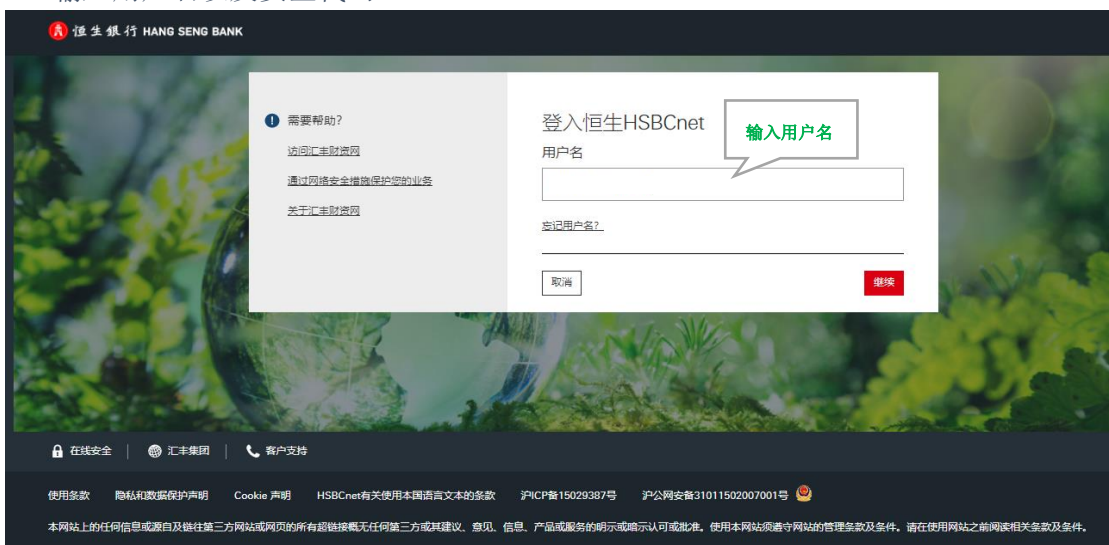 恒生銀行 HANG SENG BANK
需要帮助?
访问汇丰财资网
通过网络安全措施保护您的业务
关于汇丰财资网
登入恒生HSBCnet
输入用户名
用户名
忘记用户名?
取消
继续
在线安全
汇丰集团
客户支持
使用条款 隐私和数据保护声明 Cookie 声明 HSBCnet有关使用本国语言文本的条款 沪ICP备15029387号 沪公网安备31011502007001号
本网站上的任何信息或源自及链往第三方网站或网页的所有超链接概无任何第三方或其建议、意见、信息、产品或服务的明示或暗示认可或批准。使用本网站须遵守网站的管理条款及条件。请在使用网站之前阅读相关条款及条件。